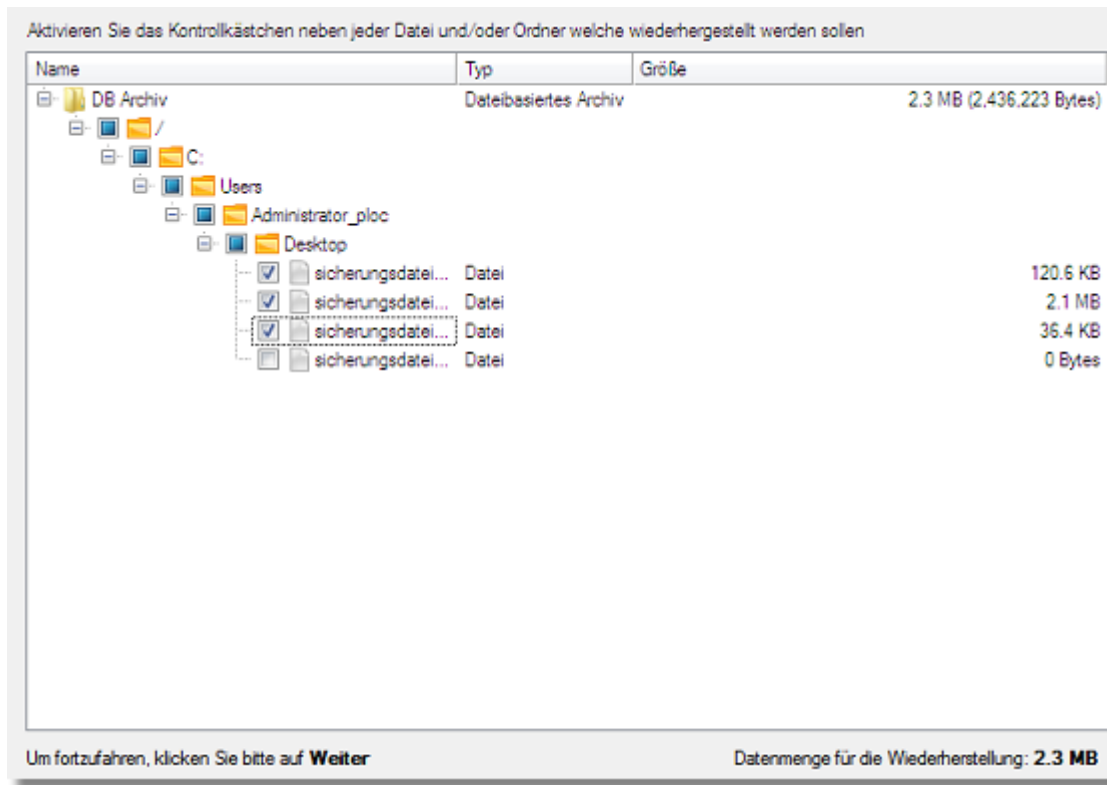 Aktivieren Sie das Kontrollkästchen neben jeder Datei und/oder Ordner welche wiederhergestellt werden sollen
Name Typ Größe
DB Archiv Dateibasiertes Archiv 2.3 MB (2,436,223 Bytes)
/
C:
Users
Administrator_ploc
Desktop
sicherungsdatei... Datei 120.6 KB
sicherungsdatei... Datei 2.1 MB
sicherungsdatei... Datei 36.4 KB
sicherungsdatei... Datei 0 Bytes
Um fortzufahren, klicken Sie bitte auf Weiter Datenmenge für die Wiederherstellung: 2.3 MB